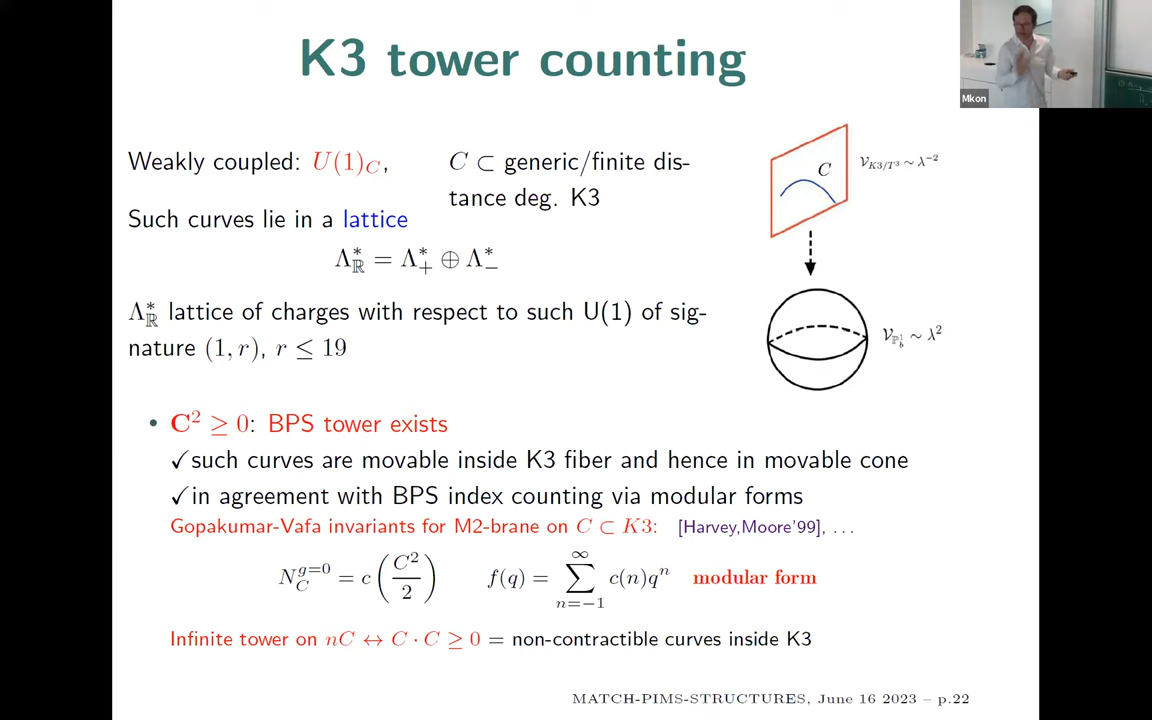 K3 tower counting
Mkon
Weakly coupled: U(1)_C, C ⊂ generic/finite dis-
tance deg. K3
Such curves lie in a lattice
Λ*_ℝ = Λ*_+ ⊕ Λ*_−
Λ*_ℝ lattice of charges with respect to such U(1) of sig-
nature (1, r), r ≤ 19
C
𝒱_{K3/T³} ∼ λ^{−2}
𝒱_{ℙ¹_b} ∼ λ²
• C² ≥ 0: BPS tower exists
✓such curves are movable inside K3 fiber and hence in movable cone
✓in agreement with BPS index counting via modular forms
Gopakumar-Vafa invariants for M2-brane on C ⊂ K3: [Harvey,Moore'99], ...
N_C^{g=0} = c(C²/2) f(q) = ∑_{n=−1}^{∞} c(n)q^n modular form
Infinite tower on nC ↔ C · C ≥ 0 = non-contractible curves inside K3
MATCH-PIMS-STRUCTURES, June 16 2023 – p.22